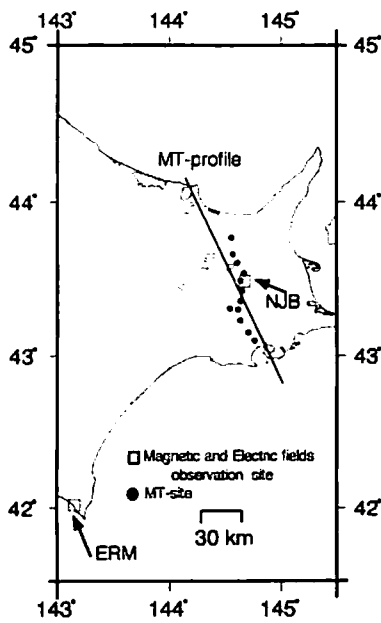 143° 144° 145°
45° 45°
MT-profile
44° 44°
NJB
43° 43°
Magnetic and Electric fields
observation site
MT-site
42° 42°
30 km
ERM
143° 144° 145°